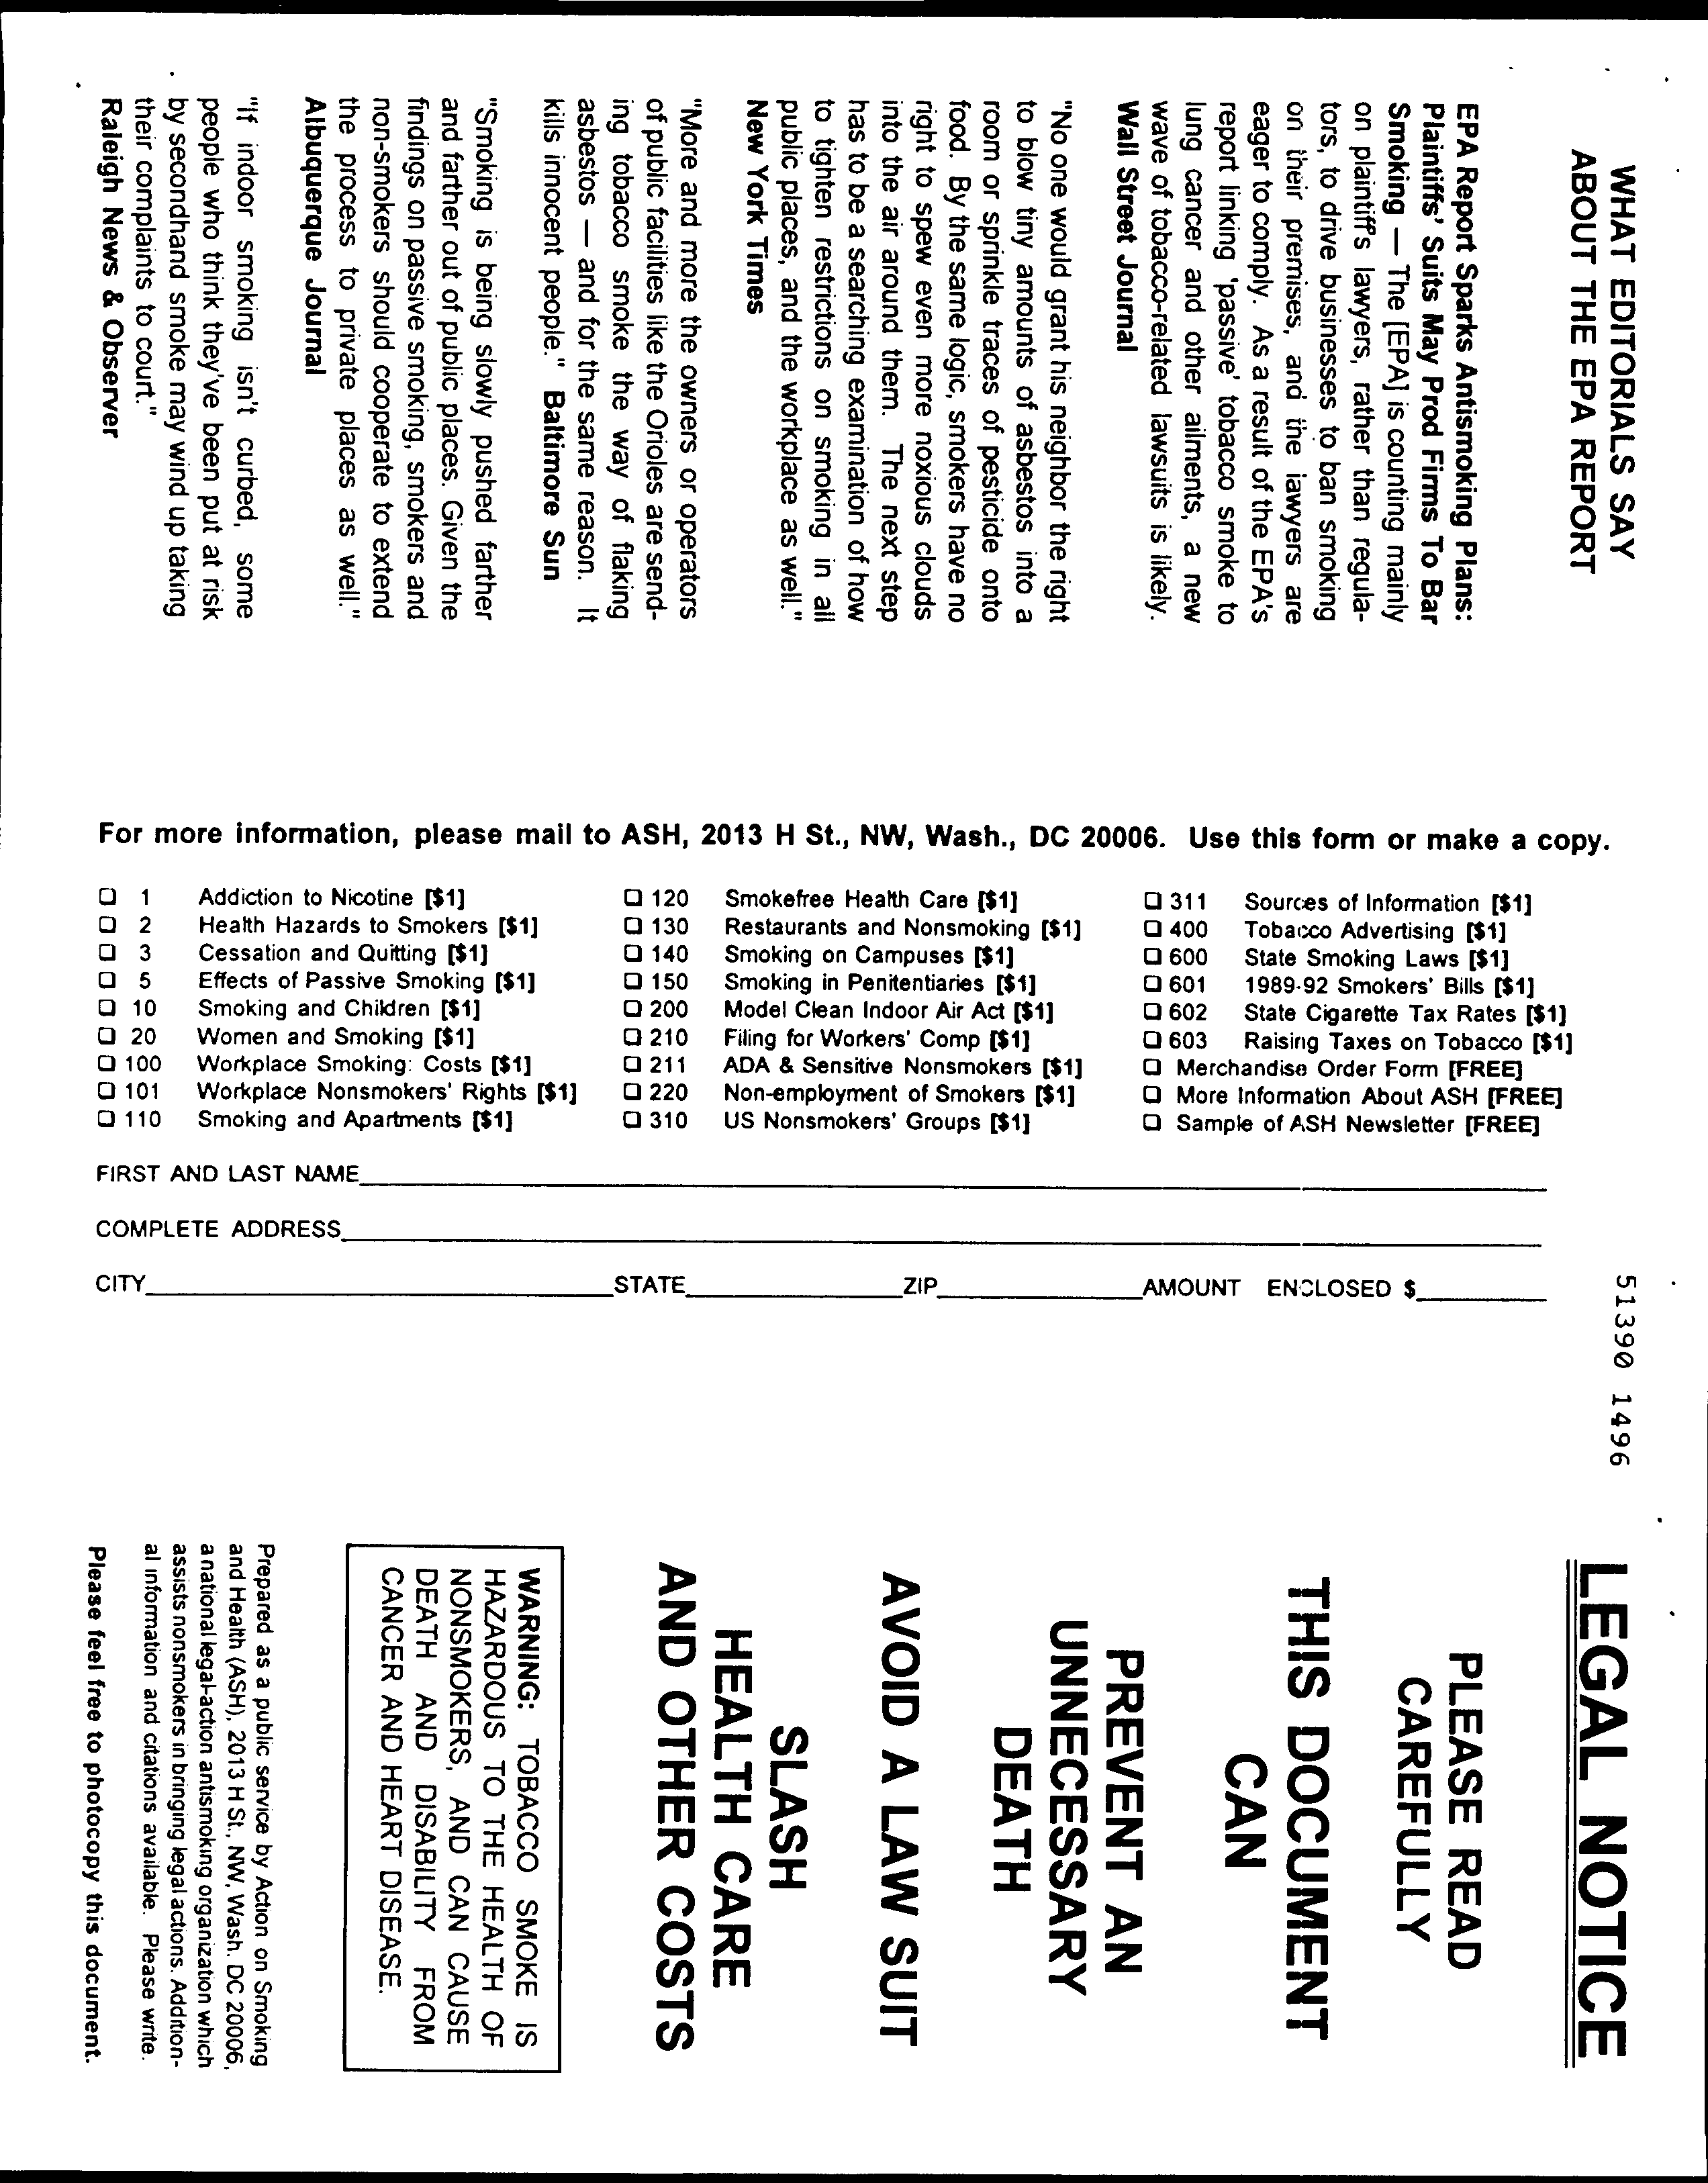 WHAT EDITORIALS SAY
ABOUT THE EPA REPORT
EPA Report Sparks Antismoking Plans:
Plaintiffs' Suits May Prod Firms To Bar
Smoking — The [EPA] is counting mainly
on plaintiff's lawyers, rather than regula-
tors, to drive businesses to ban smoking
on their premises, and the lawyers are
eager to comply. As a result of the EPA's
report linking 'passive' tobacco smoke to
lung cancer and other ailments, a new
wave of tobacco-related lawsuits is likely.
Wall Street Journal
"No one would grant his neighbor the right
to blow tiny amounts of asbestos into a
room or sprinkle traces of pesticide onto
food. By the same logic, smokers have no
right to spew even more noxious clouds
into the air around them. The next step
has to be a searching examination of how
to tighten restrictions on smoking in all
public places, and the workplace as well."
New York Times
"More and more the owners or operators
of public facilities like the Orioles are send-
ing tobacco smoke the way of flaking
asbestos — and for the same reason. It
kills innocent people." Baltimore Sun
"Smoking is being slowly pushed farther
and farther out of public places. Given the
findings on passive smoking, smokers and
non-smokers should cooperate to extend
the process to private places as well."
Albuquerque Journal
"If indoor smoking isn't curbed, some
people who think they've been put at risk
by secondhand smoke may wind up taking
their complaints to court."
Raleigh News & Observer
For more information, please mail to ASH, 2013 H St., NW, Wash., DC 20006. Use this form or make a copy.
1 Addiction to Nicotine [$1]
2 Health Hazards to Smokers [$1]
3 Cessation and Quitting [$1]
5 Effects of Passive Smoking [$1]
10 Smoking and Children [$1]
20 Women and Smoking [$1]
100 Workplace Smoking: Costs [$1]
101 Workplace Nonsmokers' Rights [$1]
110 Smoking and Apartments [$1]
120 Smokefree Health Care [$1]
130 Restaurants and Nonsmoking [$1]
140 Smoking on Campuses [$1]
150 Smoking in Penitentiaries [$1]
200 Model Clean Indoor Air Act [$1]
210 Filing for Workers' Comp [$1]
211 ADA & Sensitive Nonsmokers [$1]
220 Non-employment of Smokers [$1]
310 US Nonsmokers' Groups [$1]
311 Sources of Information [$1]
400 Tobacco Advertising [$1]
600 State Smoking Laws [$1]
601 1989-92 Smokers' Bills [$1]
602 State Cigarette Tax Rates [$1]
603 Raising Taxes on Tobacco [$1]
Merchandise Order Form [FREE]
More Information About ASH [FREE]
Sample of ASH Newsletter [FREE]
FIRST AND LAST NAME
COMPLETE ADDRESS
CITY STATE ZIP AMOUNT ENCLOSED $
51390 1496
LEGAL NOTICE
PLEASE READ
CAREFULLY
THIS DOCUMENT
CAN
PREVENT AN
UNNECESSARY
DEATH
AVOID A LAW SUIT
SLASH
HEALTH CARE
AND OTHER COSTS
WARNING: TOBACCO SMOKE IS
HAZARDOUS TO THE HEALTH OF
NONSMOKERS, AND CAN CAUSE
DEATH AND DISABILITY FROM
CANCER AND HEART DISEASE.
Prepared as a public service by Action on Smoking
and Health (ASH), 2013 H St., NW, Wash. DC 20006,
a national legal-action antismoking organization which
assists nonsmokers in bringing legal actions. Addition-
al information and citations available. Please write.
Please feel free to photocopy this document.